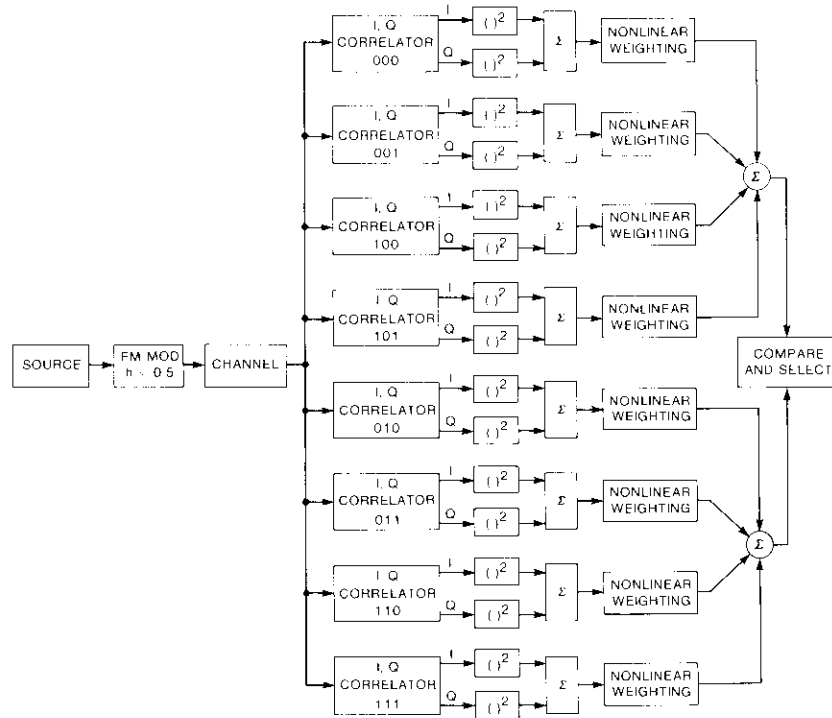 I, Q
CORRELATOR
000
I
Q
( )²
( )²
Σ
NONLINEAR
WEIGHTING
I, Q
CORRELATOR
001
I
Q
( )²
( )²
Σ
NONLINEAR
WEIGHTING
I, Q
CORRELATOR
100
I
Q
( )²
( )²
Σ
NONLINEAR
WEIGHTING
Σ
I, Q
CORRELATOR
101
I
Q
( )²
( )²
Σ
NONLINEAR
WEIGHTING
SOURCE
FM MOD
CHANNEL
COMPARE
AND SELECT
I, Q
CORRELATOR
010
I
Q
( )²
( )²
Σ
NONLINEAR
WEIGHTING
I, Q
CORRELATOR
011
I
Q
( )²
( )²
Σ
NONLINEAR
WEIGHTING
Σ
I, Q
CORRELATOR
110
I
Q
( )²
( )²
Σ
NONLINEAR
WEIGHTING
I, Q
CORRELATOR
111
I
Q
( )²
( )²
Σ
NONLINEAR
WEIGHTING